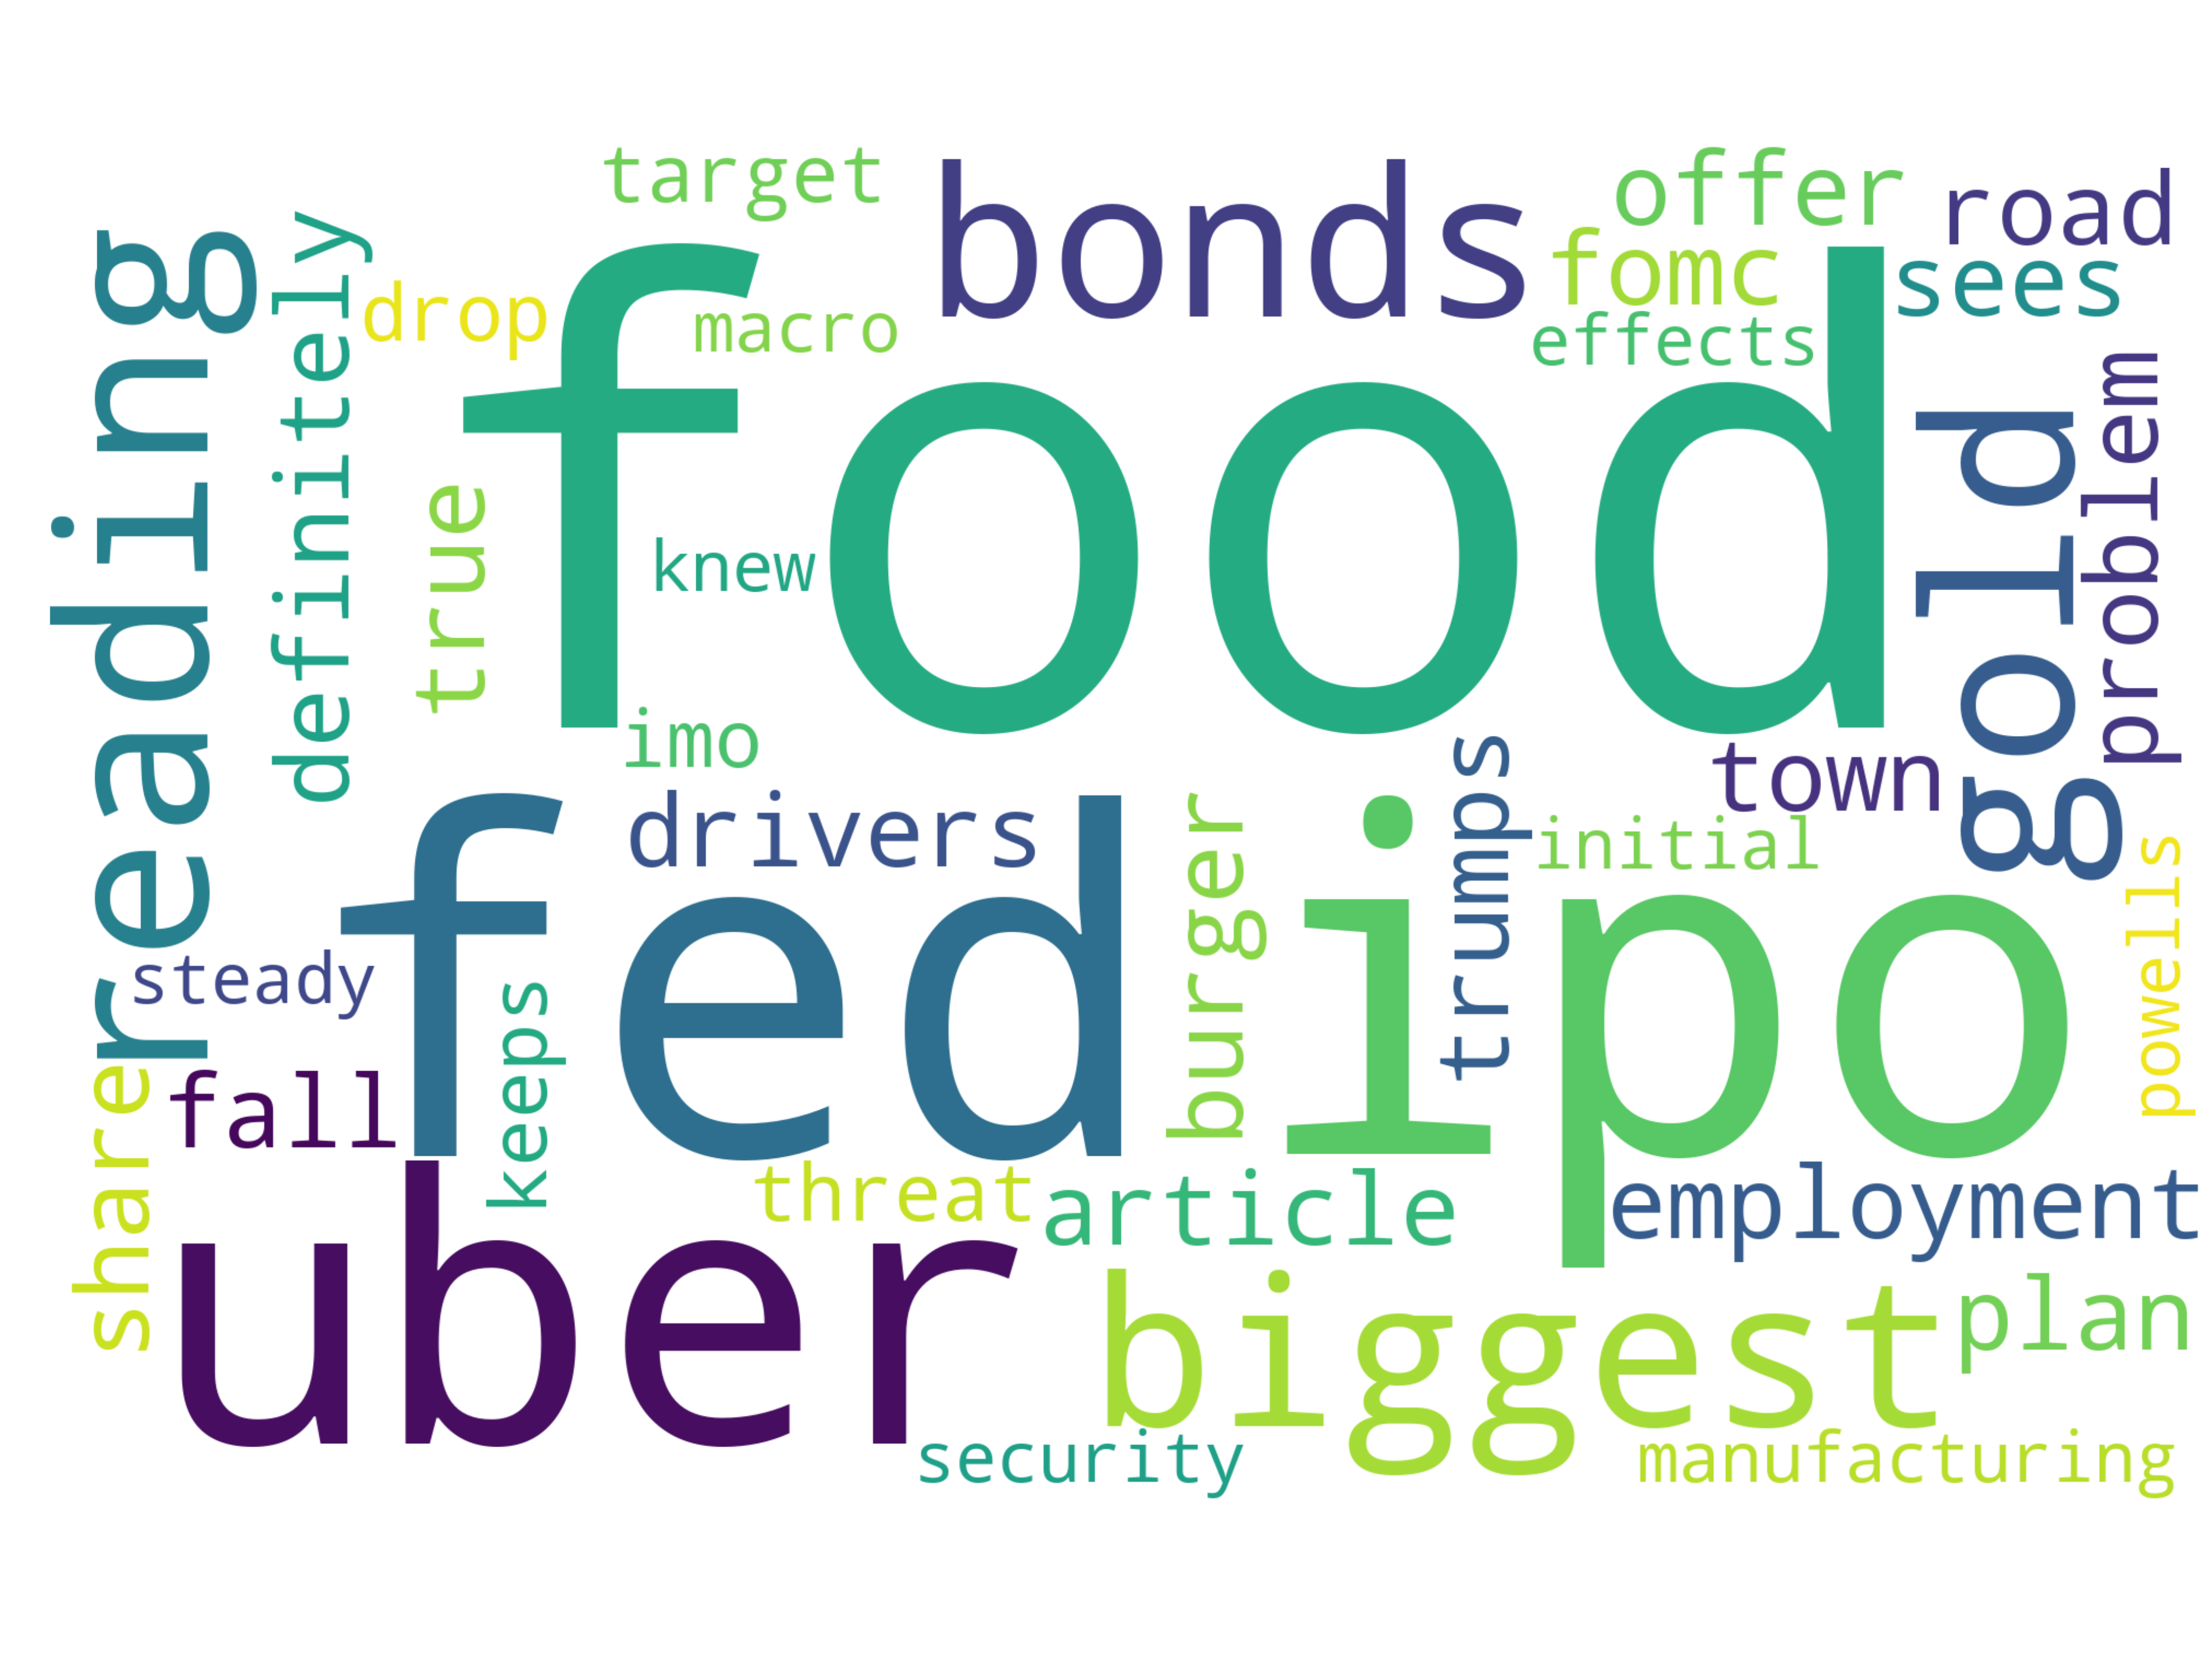 target
bonds
offer
road
fomc
sees
effects
drop
macro
definitely
reading
food
true
knew
gold
problem
imo
town
drivers
trumps
initial
burger
fed
ipo
powells
steady
keeps
share
fall
threat
article
employment
uber
biggest
plan
security
manufacturing